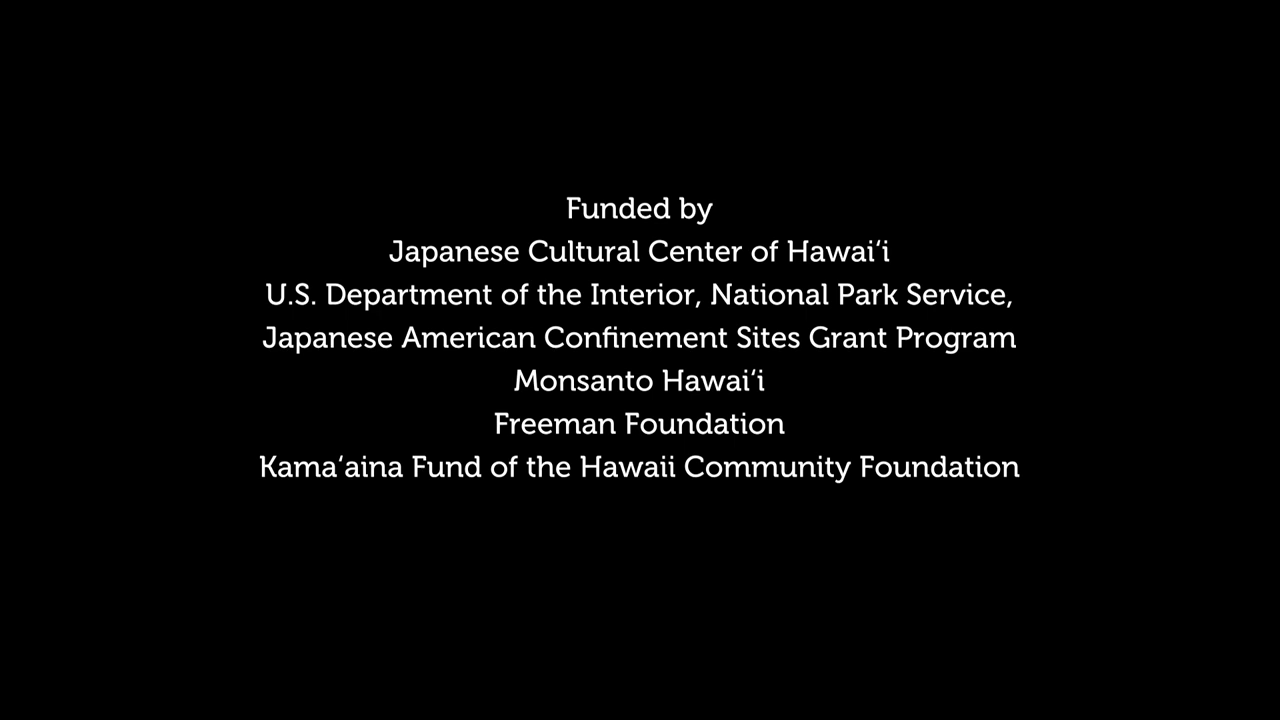 Funded by
Japanese Cultural Center of Hawai‘i
U.S. Department of the Interior, National Park Service,
Japanese American Confinement Sites Grant Program
Monsanto Hawai‘i
Freeman Foundation
Kama‘aina Fund of the Hawaii Community Foundation